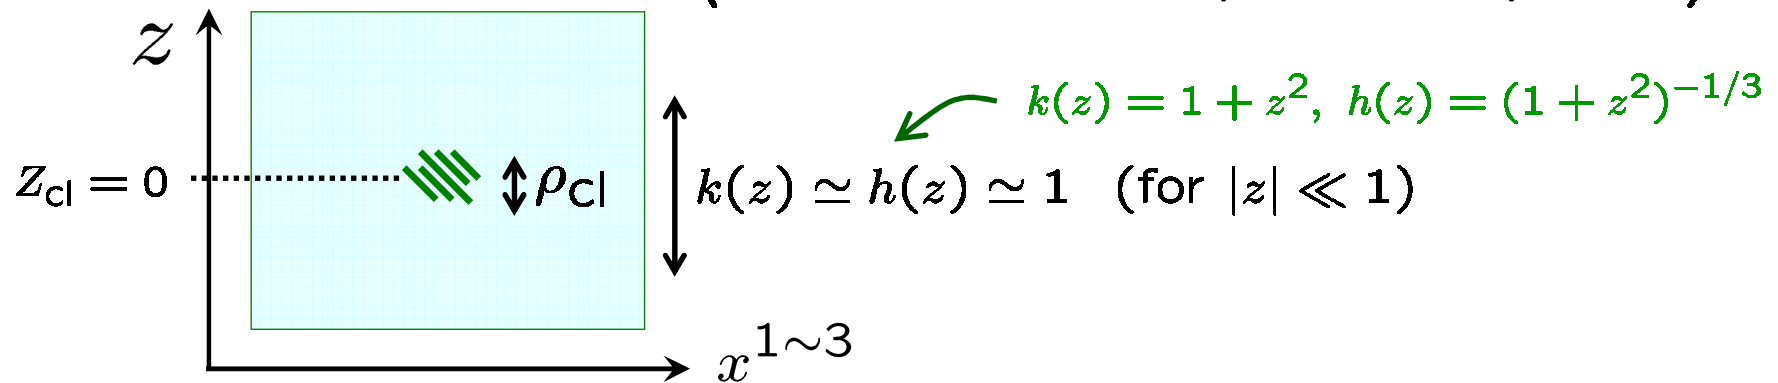 z
k(z) = 1 + z², h(z) = (1 + z²)^{−1/3}
Z_cl = 0
ρ_cl
k(z) ≃ h(z) ≃ 1 (for |z| ≪ 1)
x^{1∼3}